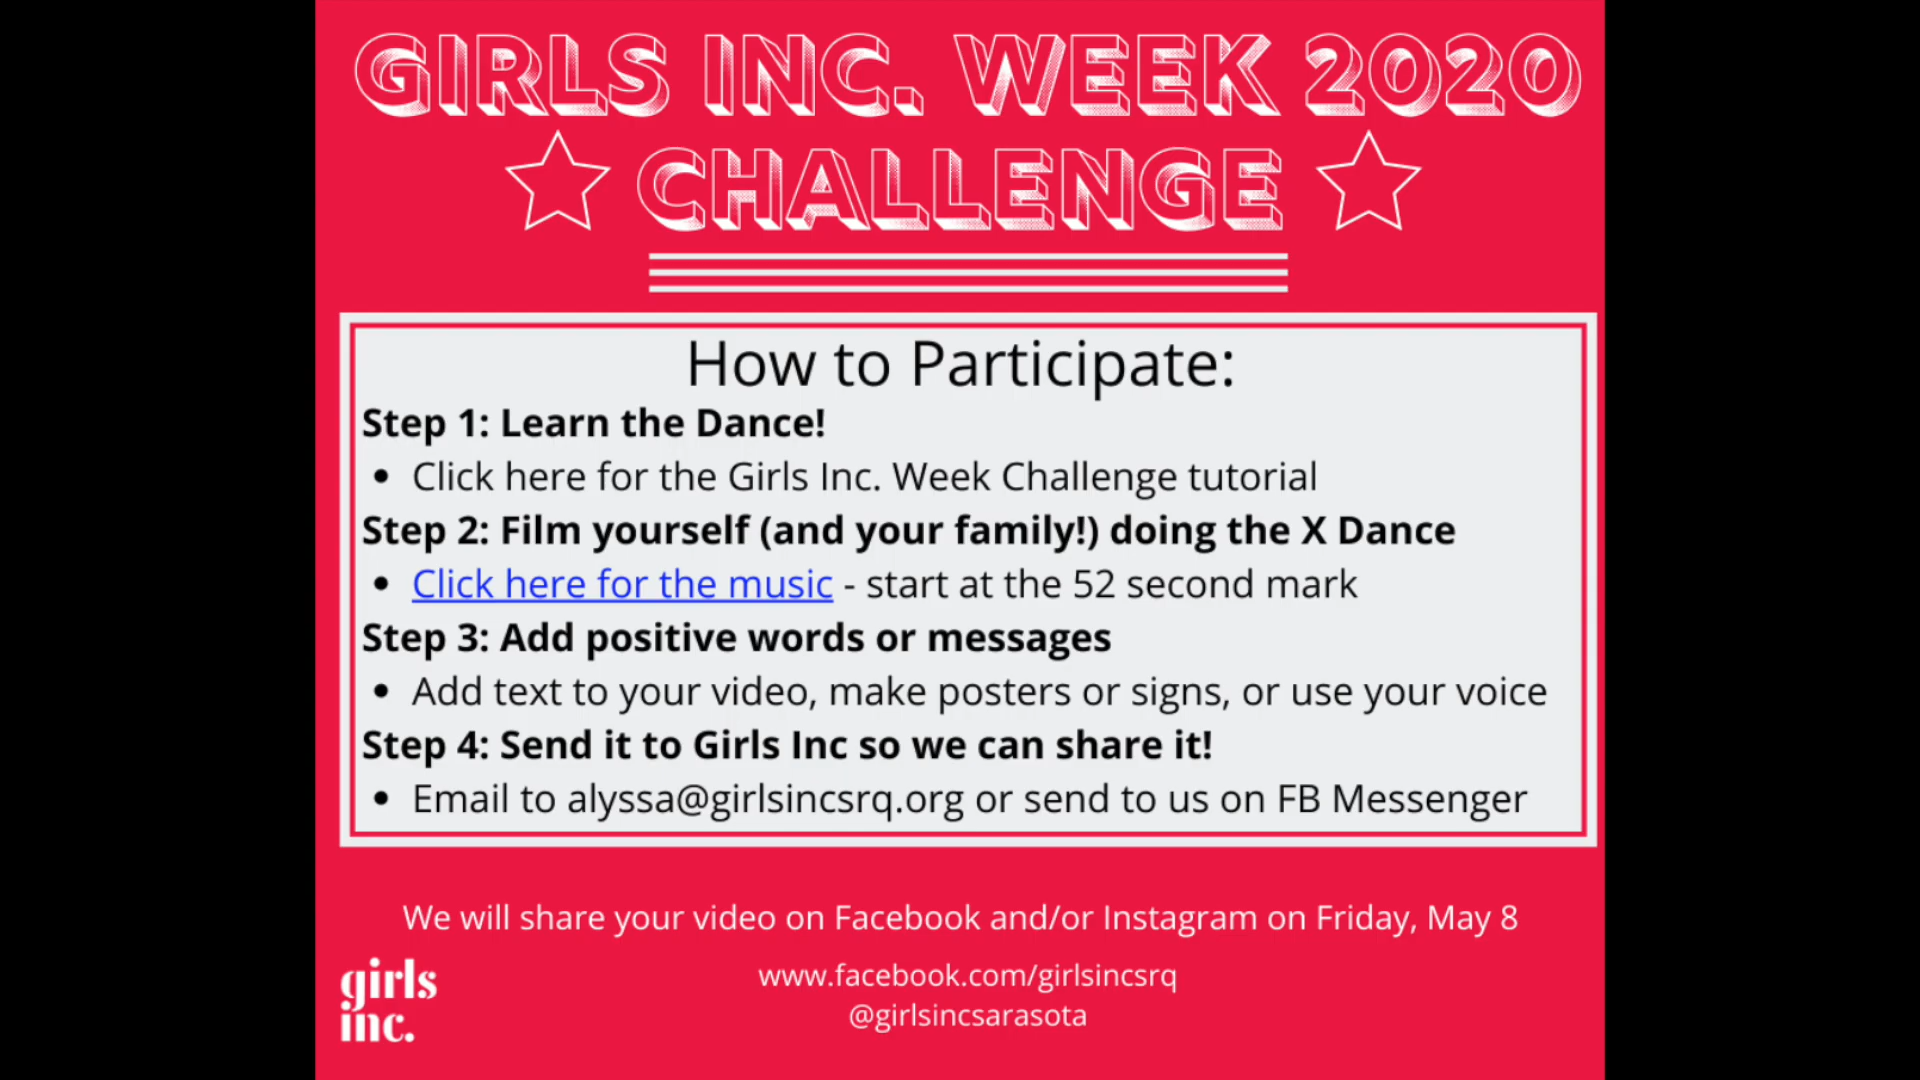 GIRLS INC. WEEK 2020
CHALLENGE
How to Participate:
Step 1: Learn the Dance!
• Click here for the Girls Inc. Week Challenge tutorial
Step 2: Film yourself (and your family!) doing the X Dance
• Click here for the music - start at the 52 second mark
Step 3: Add positive words or messages
• Add text to your video, make posters or signs, or use your voice
Step 4: Send it to Girls Inc so we can share it!
• Email to alyssa@girlsincsrq.org or send to us on FB Messenger
We will share your video on Facebook and/or Instagram on Friday, May 8
www.facebook.com/girlsincsrq
@girlsincsarasota
girls
inc.